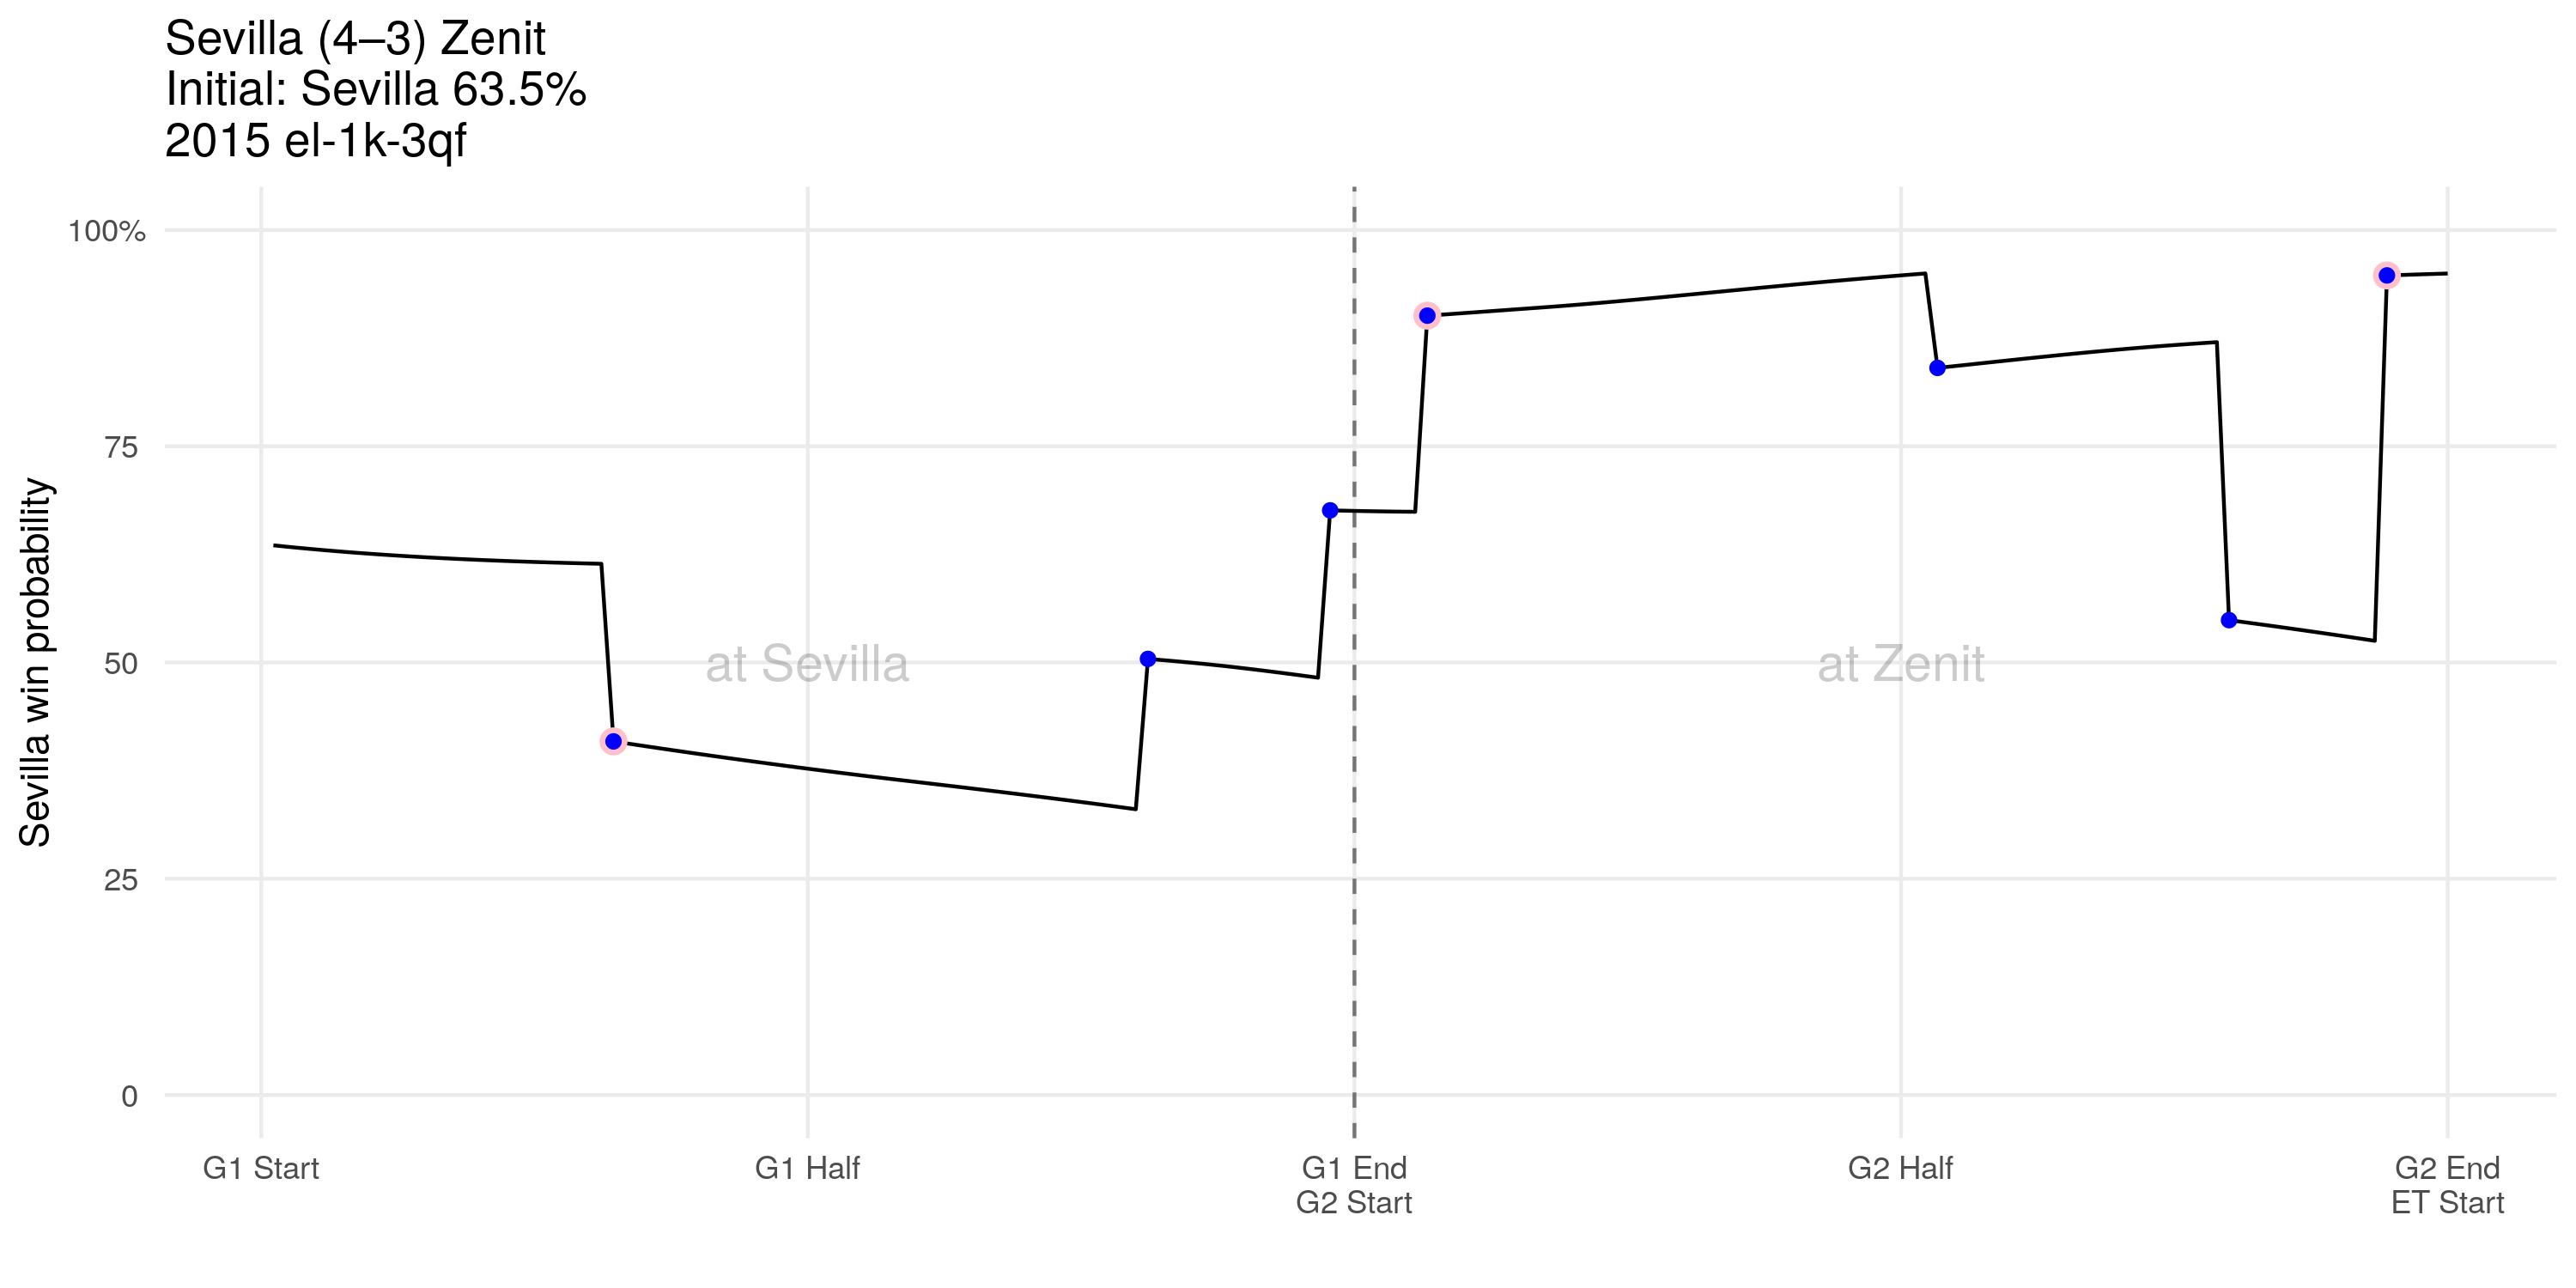 Sevilla (4–3) Zenit
Initial: Sevilla 63.5%
2015 el-1k-3qf
Sevilla win probability
100%
75
50
25
0
at Sevilla
at Zenit
G1 Start
G1 Half
G1 End
G2 Start
G2 Half
G2 End
ET Start